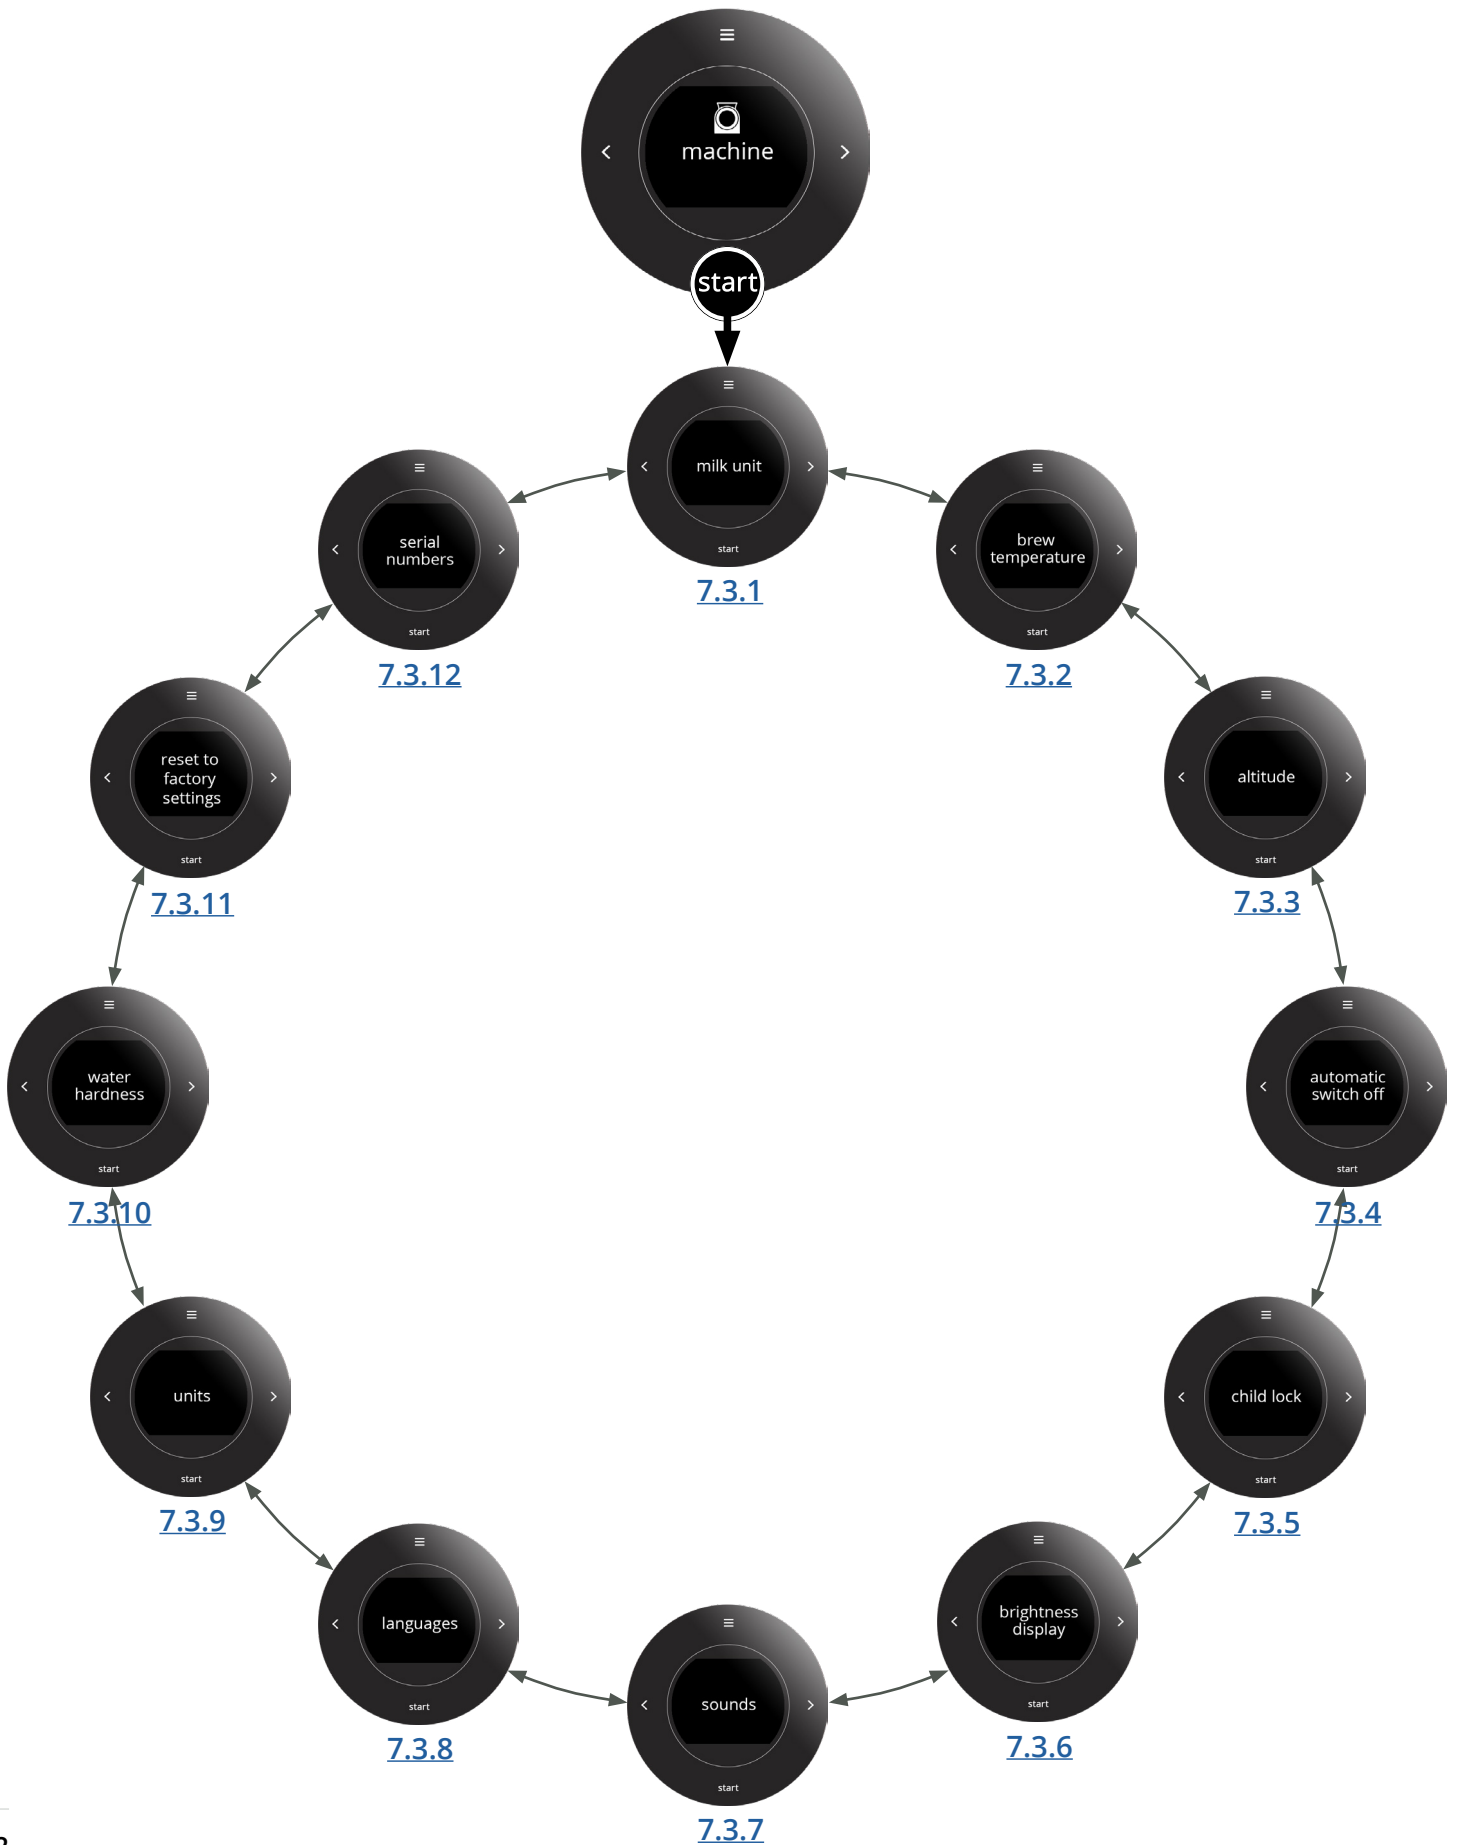 machine
start
milk unit
start
7.3.1
brew
temperature
start
7.3.2
altitude
start
7.3.3
automatic
switch off
start
7.3.4
child lock
start
7.3.5
brightness
display
start
7.3.6
sounds
start
7.3.7
languages
start
7.3.8
units
start
7.3.9
water
hardness
start
7.3.10
reset to
factory
settings
start
7.3.11
serial
numbers
start
7.3.12